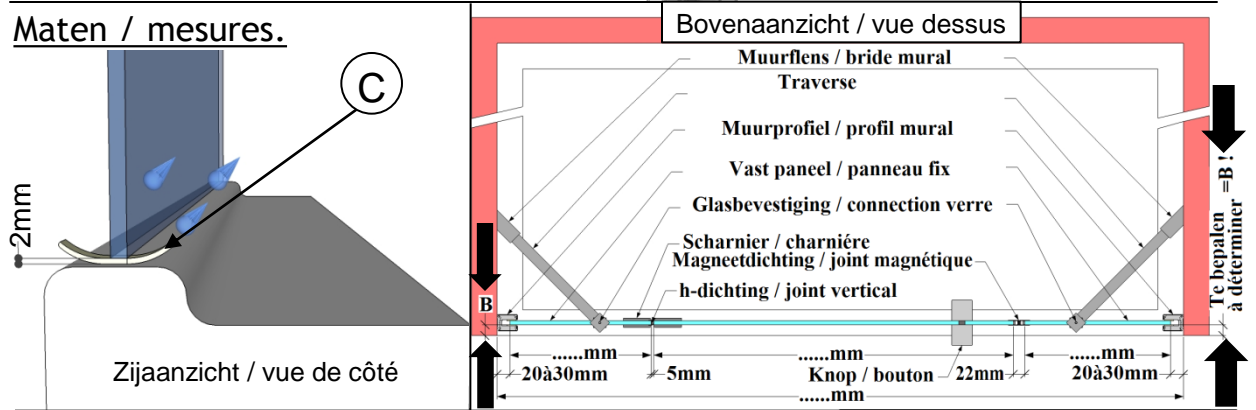 Maten / mesures.
C
2mm
Zijaanzicht / vue de côté
Bovenaanzicht / vue dessus
Muurflens / bride mural
Traverse
Muurprofiel / profil mural
Vast paneel / panneau fix
Glasbevestiging / connection verre
Scharnier / charniére
Magneetdichting / joint magnétique
h-dichting / joint vertical
B
Te bepalen
à déterminer
=B !
......mm
......mm
......mm
20à30mm
5mm
Knop / bouton
22mm
20à30mm
......mm